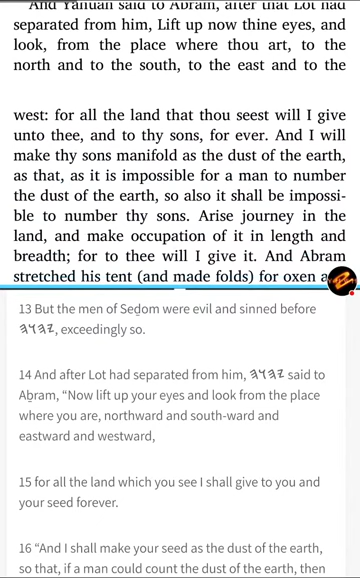 And Yahuah said to Abram, after that Lot had
separated from him, Lift up now thine eyes, and
look, from the place where thou art, to the
north and to the south, to the east and to the
west: for all the land that thou seest will I give
unto thee, and to thy sons, for ever. And I will
make thy sons manifold as the dust of the earth,
as that, as it is impossible for a man to number
the dust of the earth, so also it shall be impossi-
ble to number thy sons. Arise journey in the
land, and make occupation of it in length and
breadth; for to thee will I give it. And Abram
stretched his tent (and made folds) for oxen a
13 But the men of Seḏom were evil and sinned before
𐤉𐤄𐤅𐤄, exceedingly so.
14 And after Lot had separated from him, 𐤉𐤄𐤅𐤄 said to
Aḇram, “Now lift up your eyes and look from the place
where you are, northward and south-ward and
eastward and westward,
15 for all the land which you see I shall give to you and
your seed forever.
16 “And I shall make your seed as the dust of the earth,
so that, if a man could count the dust of the earth, then